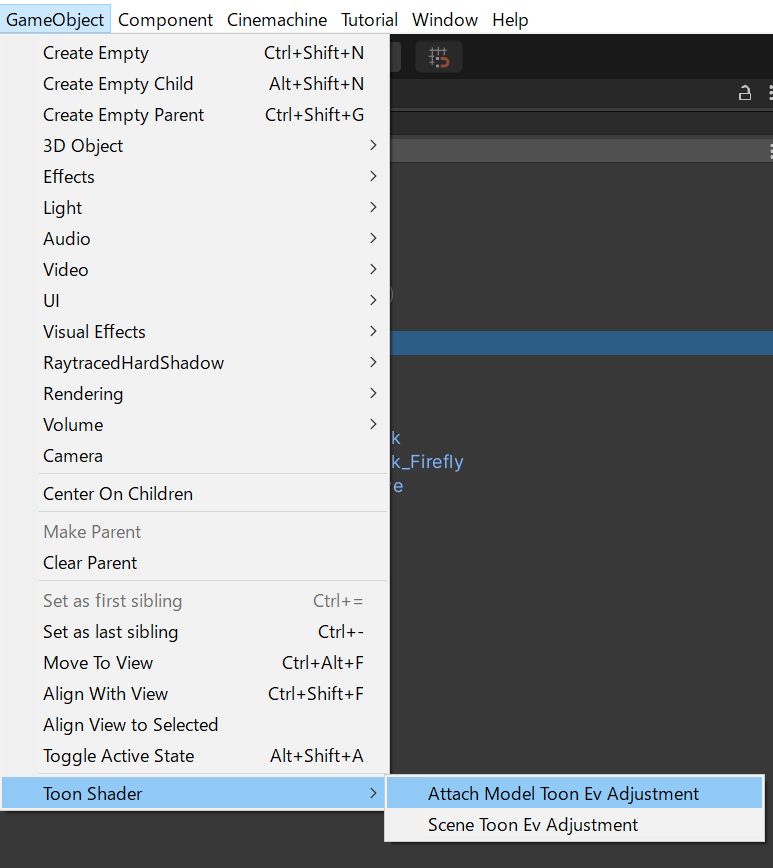 GameObject Component Cinemachine Tutorial Window Help
Create Empty Ctrl+Shift+N
Create Empty Child Alt+Shift+N
Create Empty Parent Ctrl+Shift+G
3D Object
Effects
Light
Audio
Video
UI
Visual Effects
RaytracedHardShadow
Rendering
Volume
k
Camera
k_Firefly
e
Center On Children
Make Parent
Clear Parent
Set as first sibling Ctrl+=
Set as last sibling Ctrl+-
Move To View Ctrl+Alt+F
Align With View Ctrl+Shift+F
Align View to Selected
Toggle Active State Alt+Shift+A
Toon Shader
Attach Model Toon Ev Adjustment
Scene Toon Ev Adjustment